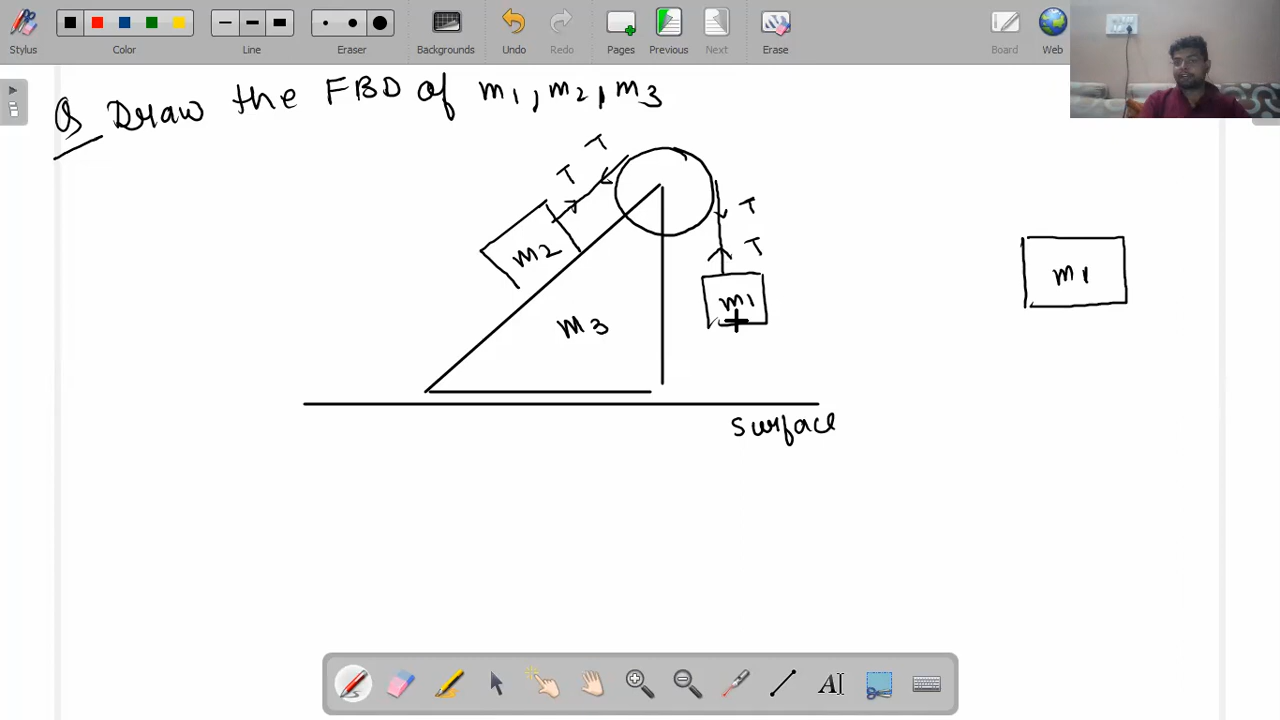 Stylus
Color
Line
Eraser
Backgrounds
Undo
Redo
Pages
Previous
Next
Erase
Board
Web
Q Draw the FBD of m1, m2, m3
T
T
m2
T
T
m1
m3
m1
Surface